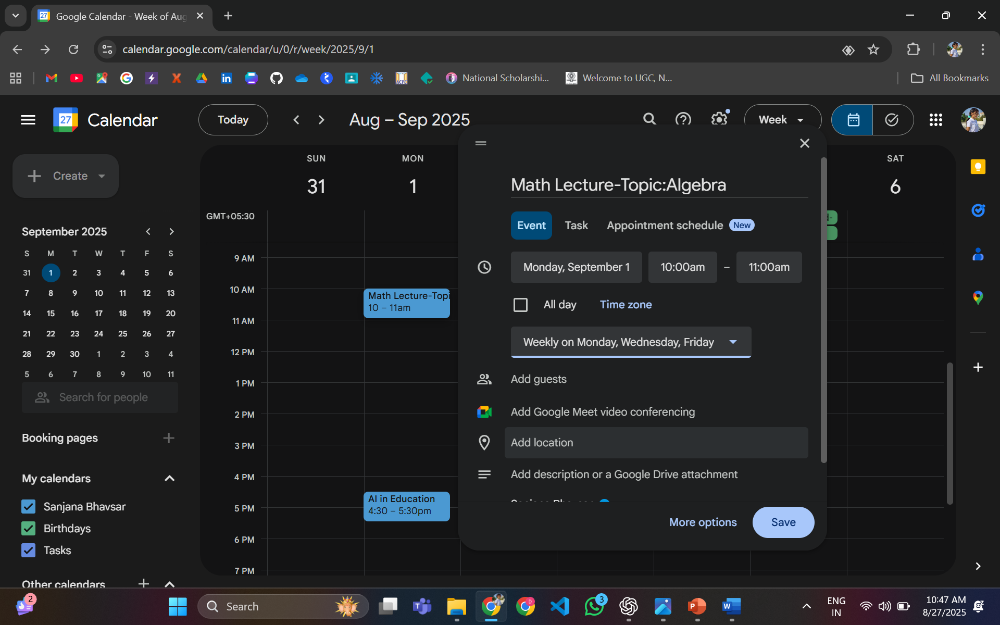 Google Calendar - Week of Aug
calendar.google.com/calendar/u/0/r/week/2025/9/1
National Scholarshi...
Welcome to UGC, N...
All Bookmarks
27
Calendar
Today
Aug – Sep 2025
Week
Create
SUN
MON
SAT
31
1
6
GMT+05:30
September 2025
S M T W T F S
31 1 2 3 4 5 6
7 8 9 10 11 12 13
14 15 16 17 18 19 20
21 22 23 24 25 26 27
28 29 30 1 2 3 4
5 6 7 8 9 10 11
Search for people
Booking pages
My calendars
Sanjana Bhavsar
Birthdays
Tasks
Other calendars
9 AM
10 AM
11 AM
12 PM
1 PM
2 PM
3 PM
4 PM
5 PM
6 PM
7 PM
Math Lecture-Topi
10 – 11am
AI in Education
4:30 – 5:30pm
Math Lecture-Topic:Algebra
Event
Task
Appointment schedule
New
Monday, September 1
10:00am – 11:00am
All day
Time zone
Weekly on Monday, Wednesday, Friday
Add guests
Add Google Meet video conferencing
Add location
Add description or a Google Drive attachment
Sanjana Bhavsar
More options
Save
2
Search
3
ENG
IN
10:47 AM
8/27/2025